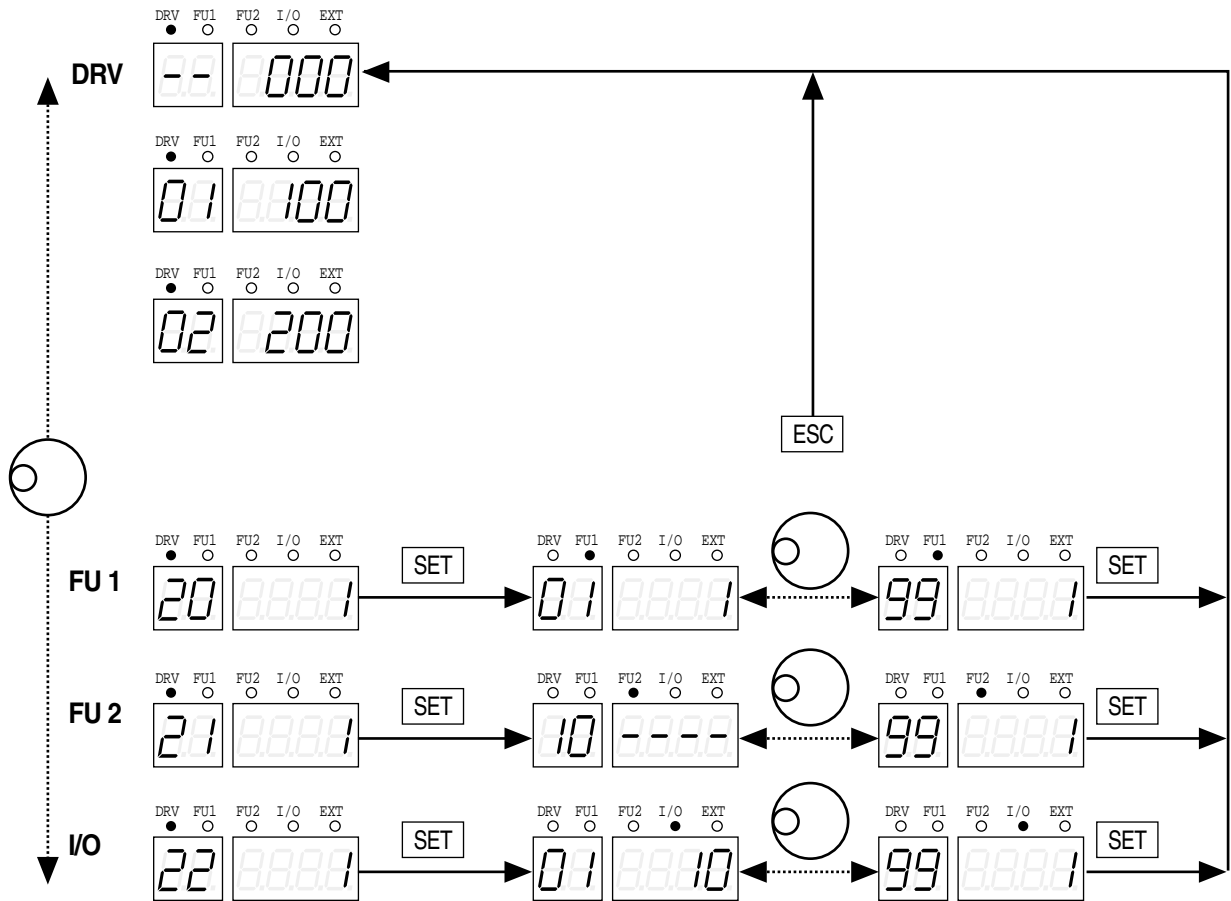 DRV FU1 FU2 I/O EXT
DRV -- 000
DRV FU1 FU2 I/O EXT
01 100
DRV FU1 FU2 I/O EXT
02 200
ESC
DRV FU1 FU2 I/O EXT DRV FU1 FU2 I/O EXT DRV FU1 FU2 I/O EXT
FU 1 20 1 SET 01 1 99 1 SET
DRV FU1 FU2 I/O EXT DRV FU1 FU2 I/O EXT DRV FU1 FU2 I/O EXT
FU 2 21 1 SET 10 ---- 99 1 SET
DRV FU1 FU2 I/O EXT DRV FU1 FU2 I/O EXT DRV FU1 FU2 I/O EXT
I/O 22 1 SET 01 10 99 1 SET